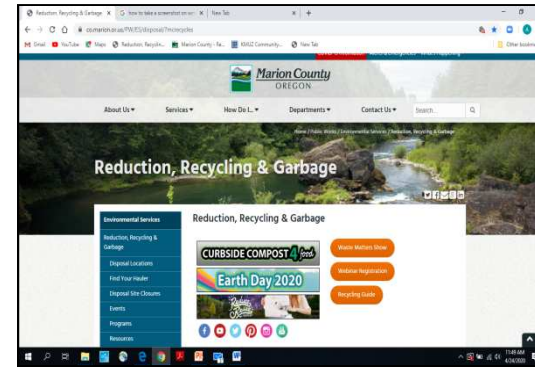 Reduction, Recycling & Garbage
how to take a screenshot on
New Tab
co.marion.or.us/PW/ES/disposal/
Gmail
YouTube
Maps
Marion County
New Tab
Marion County
OREGON
About Us
Services
How Do I...
Departments
Contact Us
Search
Home / Public Works / Environmental Services / Reduction, Recycling & Garbage
Reduction, Recycling & Garbage
Environmental Services
Reduction, Recycling & Garbage
Disposal Locations
Find Your Hauler
Disposal Site Closures
Events
Programs
Resources
Reduction, Recycling & Garbage
CURBSIDE COMPOST 4 food
Earth Day 2020
Waste Matters Show
Webinar Registration
Recycling Guide
11:49 AM
4/24/2020